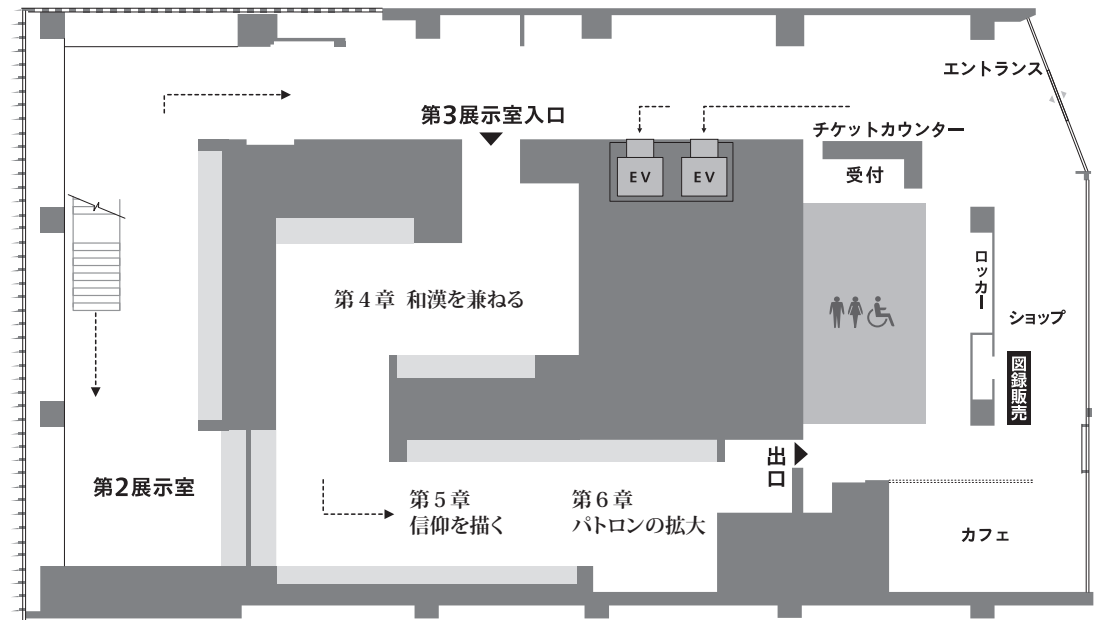 エントランス
第3展示室入口
チケットカウンター
受付
EV
EV
ロッカー
ショップ
図録販売
第4章 和漢を兼ねる
第2展示室
出口
第5章
信仰を描く
第6章
パトロンの拡大
カフェ